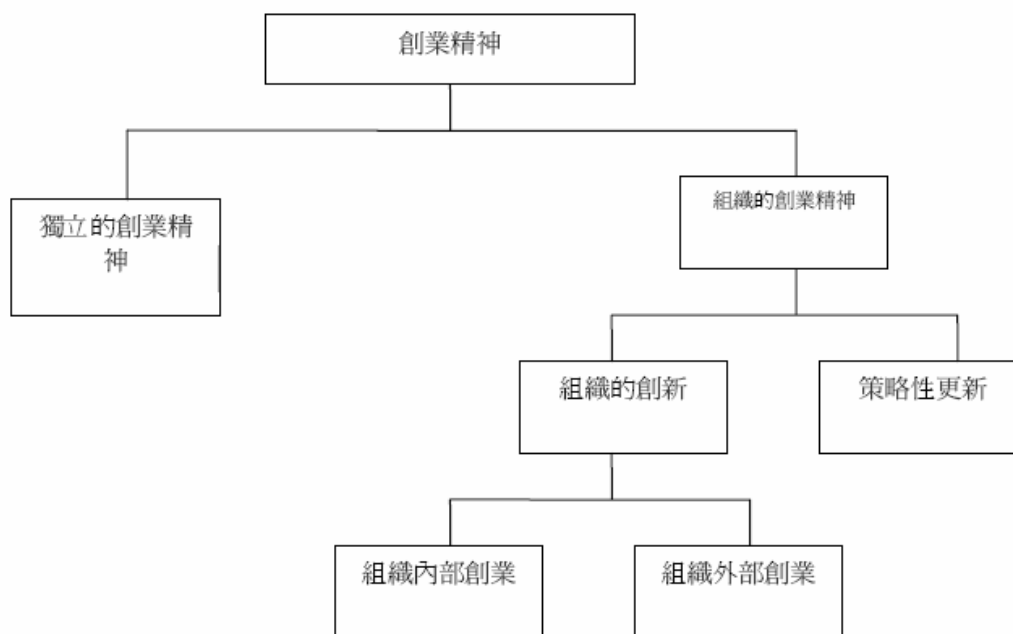 創業精神
獨立的創業精
神
組織的創業精神
組織的創新
策略性更新
組織內部創業
組織外部創業